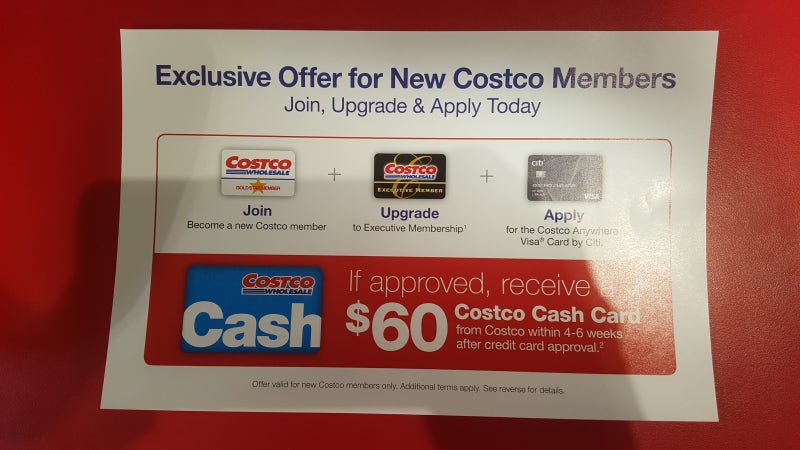 Exclusive Offer for New Costco Members
Join, Upgrade & Apply Today
COSTCO
WHOLESALE
GOLD STAR MEMBER
+
COSTCO
WHOLESALE
EXECUTIVE MEMBER
+
citi
VISA
Join
Become a new Costco member
Upgrade
to Executive Membership¹
Apply
for the Costco Anywhere
Visa® Card by Citi.
COSTCO
WHOLESALE
Cash
If approved, receive a
$60
Costco Cash Card
from Costco within 4-6 weeks
after credit card approval.²
Offer valid for new Costco members only. Additional terms apply. See reverse for details.